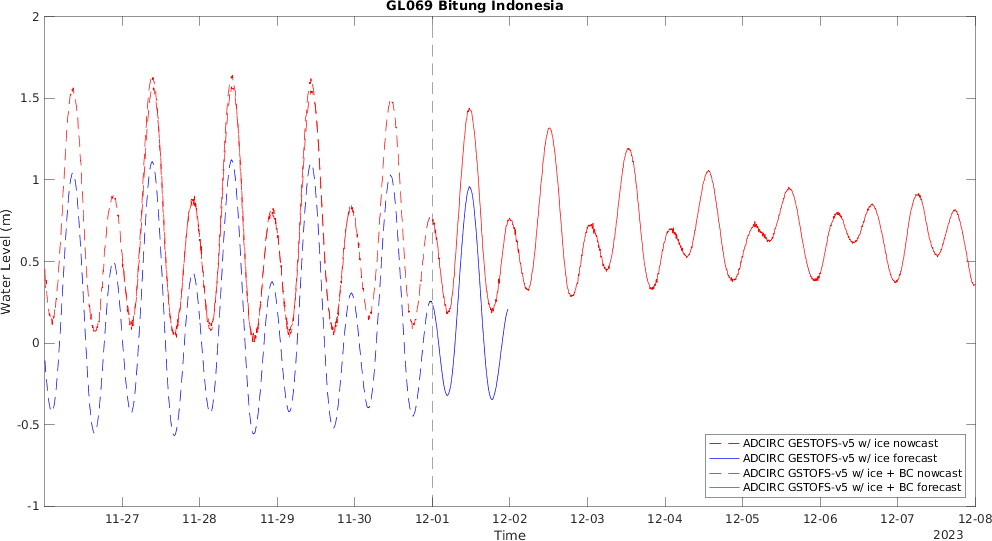 GL069 Bitung Indonesia
2
1.5
1
0.5
0
-0.5
-1
Water Level (m)
ADCIRC GESTOFS-v5 w/ ice nowcast
ADCIRC GESTOFS-v5 w/ ice forecast
ADCIRC GSTOFS-v5 w/ ice + BC nowcast
ADCIRC GSTOFS-v5 w/ ice + BC forecast
11-27 11-28 11-29 11-30 12-01 12-02 12-03 12-04 12-05 12-06 12-07 12-08
Time
2023